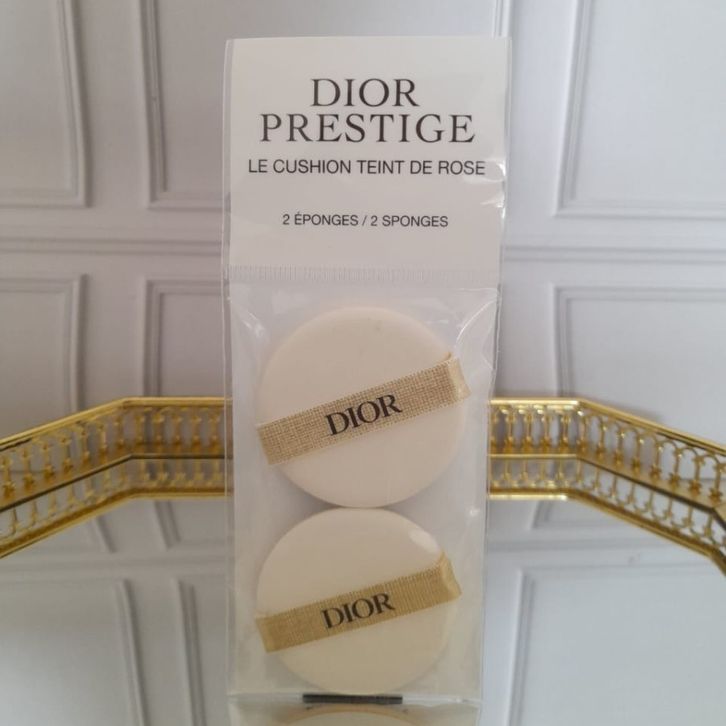 DIOR
PRESTIGE
LE CUSHION TEINT DE ROSE
2 ÉPONGES / 2 SPONGES
DIOR
DIOR